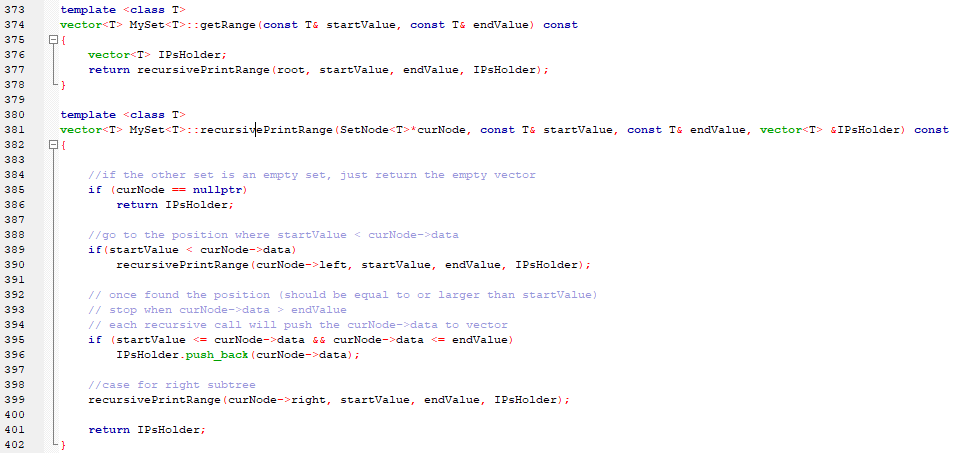 373 template <class T>
374 vector<T> MySet<T>::getRange(const T& startValue, const T& endValue) const
375 {
376     vector<T> IPsHolder;
377     return recursivePrintRange(root, startValue, endValue, IPsHolder);
378 }
379
380 template <class T>
381 vector<T> MySet<T>::recursivePrintRange(SetNode<T>*curNode, const T& startValue, const T& endValue, vector<T> &IPsHolder) const
382 {
383
384     //if the other set is an empty set, just return the empty vector
385     if (curNode == nullptr)
386         return IPsHolder;
387
388     //go to the position where startValue < curNode->data
389     if(startValue < curNode->data)
390         recursivePrintRange(curNode->left, startValue, endValue, IPsHolder);
391
392     // once found the position (should be equal to or larger than startValue)
393     // stop when curNode->data > endValue
394     // each recursive call will push the curNode->data to vector
395     if (startValue <= curNode->data && curNode->data <= endValue)
396         IPsHolder.push_back(curNode->data);
397
398     //case for right subtree
399     recursivePrintRange(curNode->right, startValue, endValue, IPsHolder);
400
401     return IPsHolder;
402 }